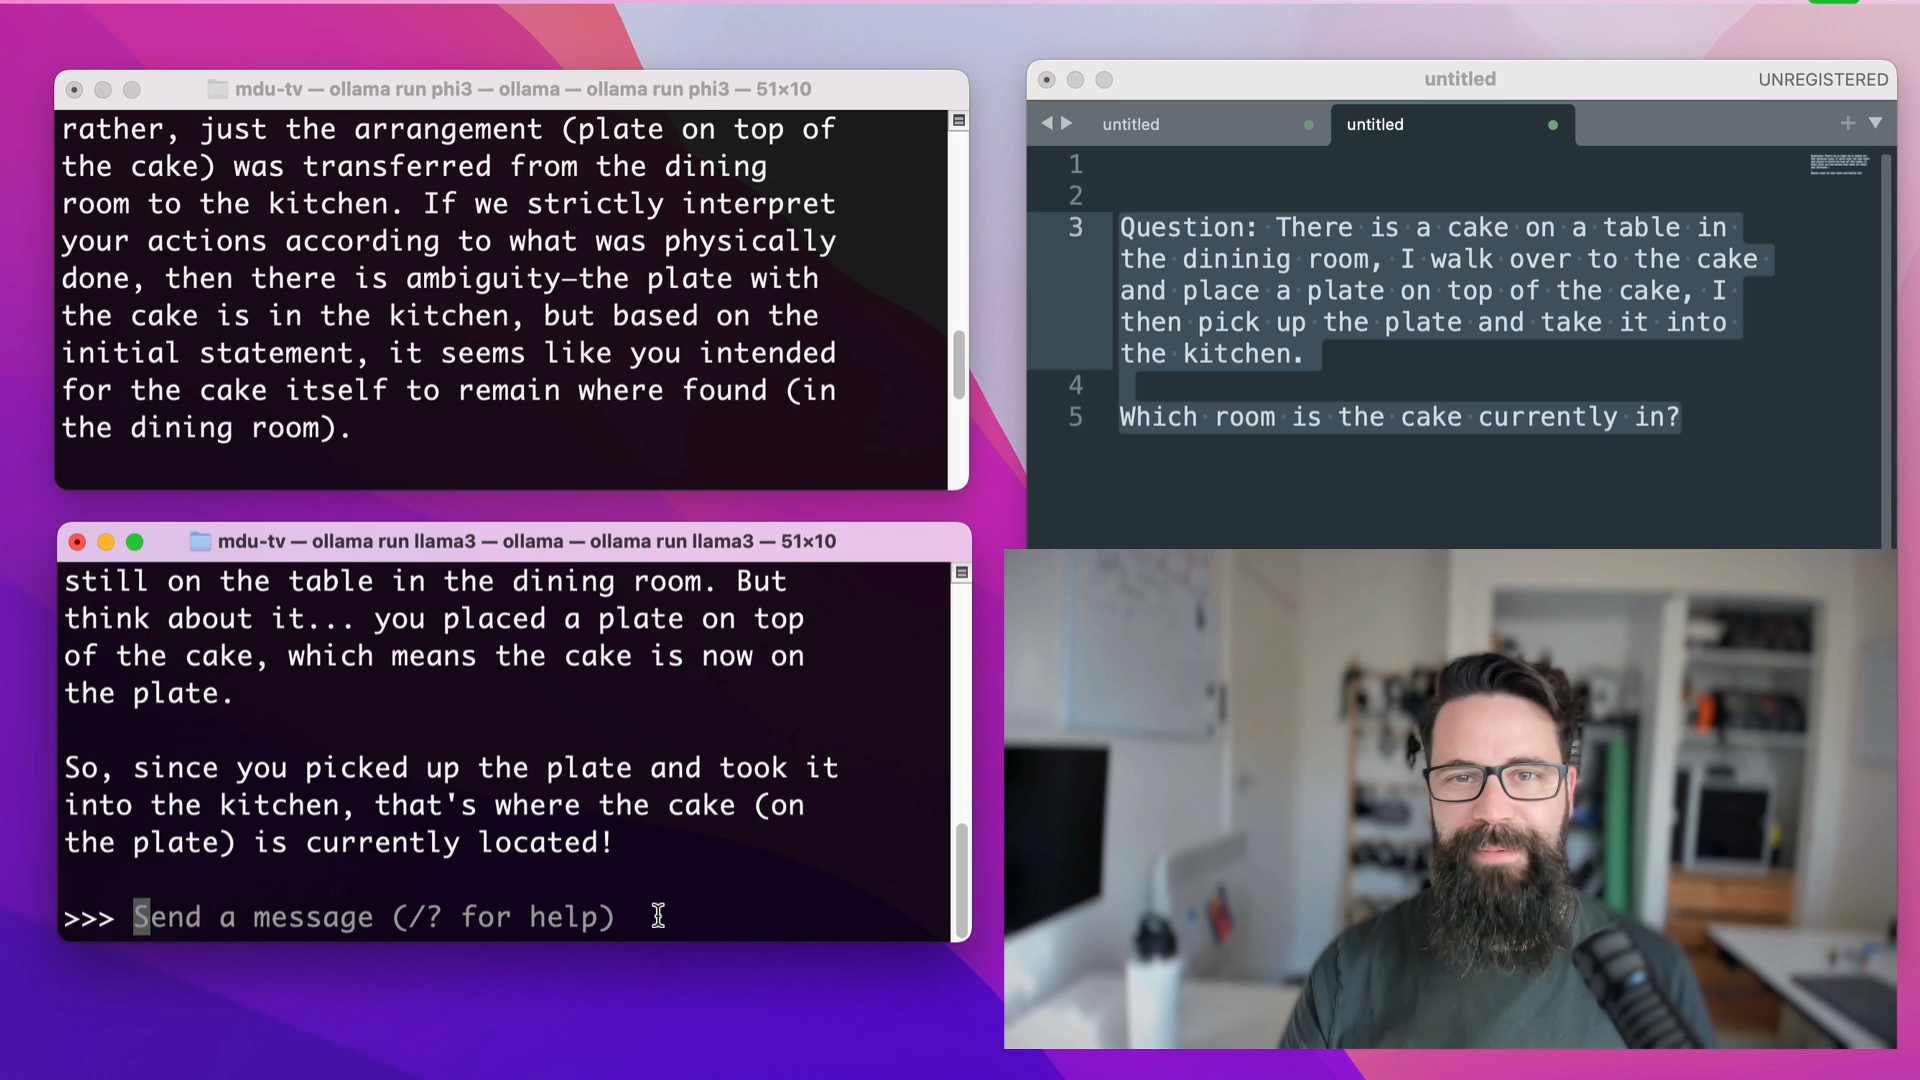 mdu-tv — ollama run phi3 — ollama — ollama run phi3 — 51×10
rather, just the arrangement (plate on top of
the cake) was transferred from the dining
room to the kitchen. If we strictly interpret
your actions according to what was physically
done, then there is ambiguity—the plate with
the cake is in the kitchen, but based on the
initial statement, it seems like you intended
for the cake itself to remain where found (in
the dining room).
mdu-tv — ollama run llama3 — ollama — ollama run llama3 — 51×10
still on the table in the dining room. But
think about it... you placed a plate on top
of the cake, which means the cake is now on
the plate.
So, since you picked up the plate and took it
into the kitchen, that's where the cake (on
the plate) is currently located!
>>> Send a message (/? for help)
untitled UNREGISTERED
untitled untitled
1
2
3 Question: There is a cake on a table in
the dininig room, I walk over to the cake
and place a plate on top of the cake, I
then pick up the plate and take it into
the kitchen.
4
5 Which room is the cake currently in?